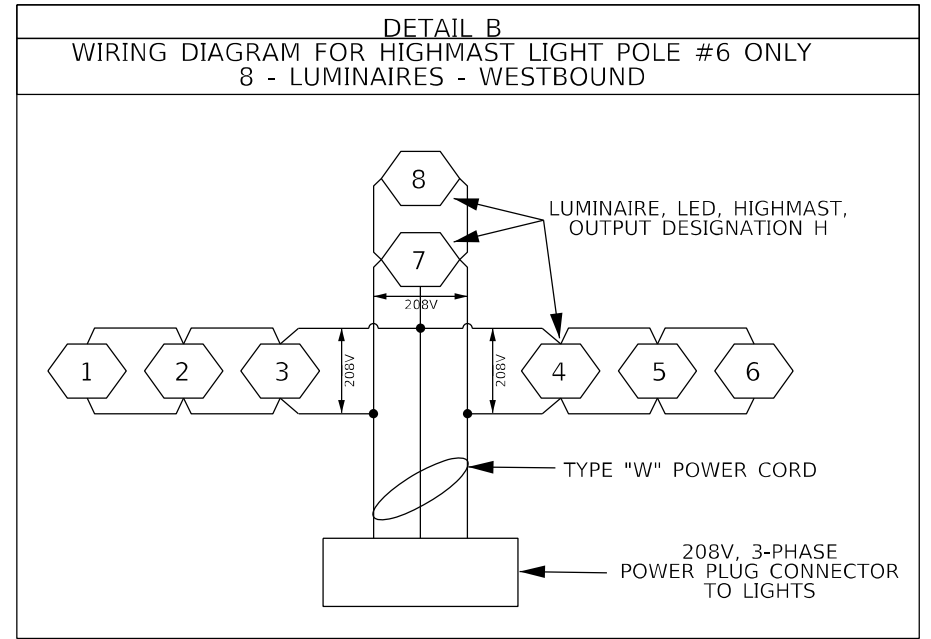 DETAIL B
WIRING DIAGRAM FOR HIGHMAST LIGHT POLE #6 ONLY
8 - LUMINAIRES - WESTBOUND
8
LUMINAIRE, LED, HIGHMAST,
OUTPUT DESIGNATION H
7
208V
1
2
3
208V
208V
4
5
6
TYPE "W" POWER CORD
208V, 3-PHASE
POWER PLUG CONNECTOR
TO LIGHTS